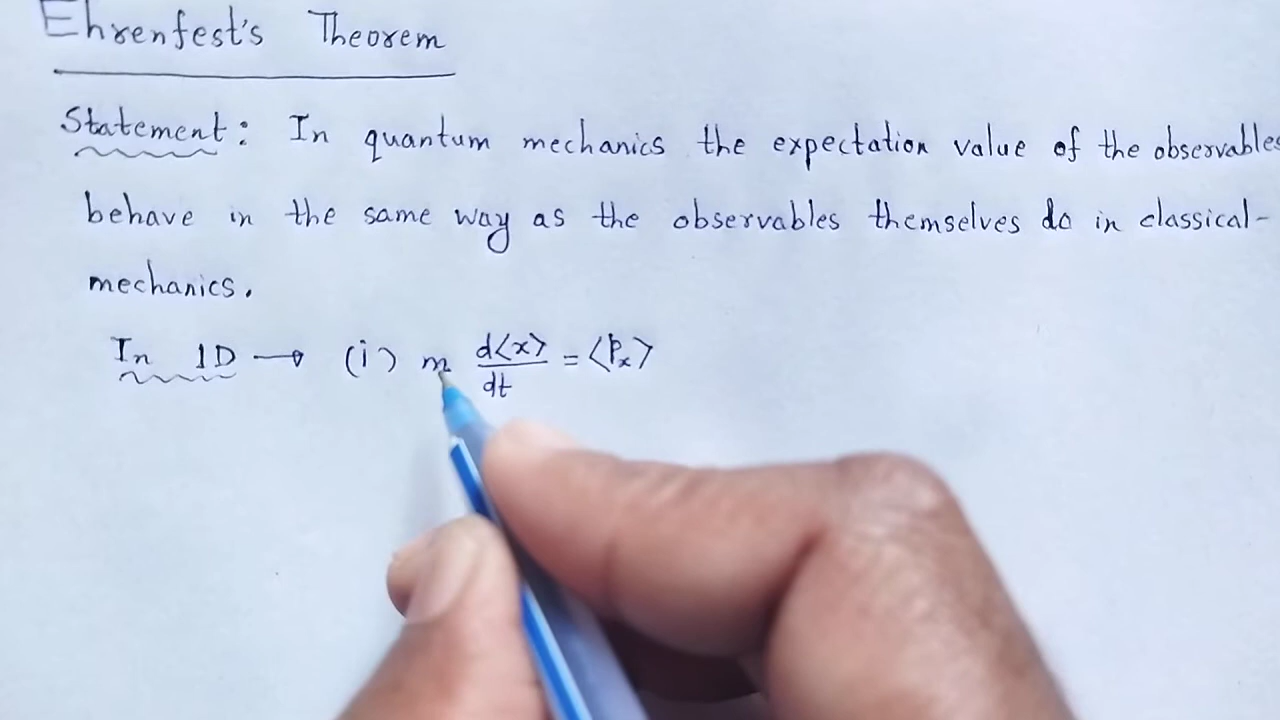 Ehrenfest's Theorem
Statement: In quantum mechanics the expectation value of the observables
behave in the same way as the observables themselves do in classical-
mechanics.
In 1D → (i) m d⟨x⟩/dt = ⟨Pₓ⟩